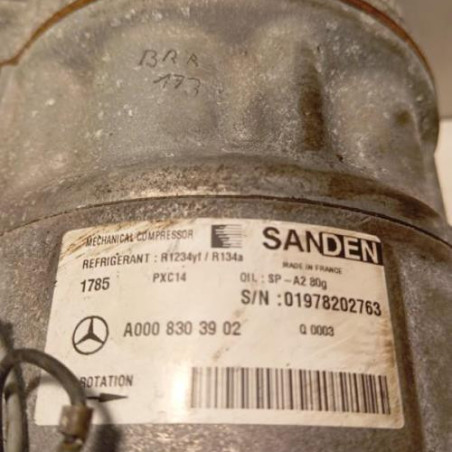 BRR
173
MECHANICAL COMPRESSOR
SANDEN
REFRIGERANT : R1234yf / R134a
MADE IN FRANCE
1785 PXC14 OIL : SP-A2 80g
S/N :01978202763
A000 830 39 02 Q 0003
ROTATION